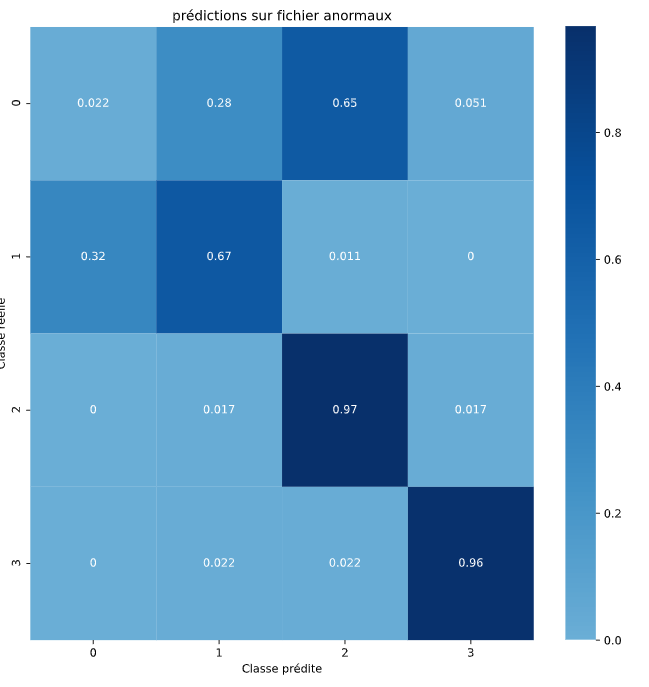 prédictions sur fichier anormaux
0 0.022 0.28 0.65 0.051
1 0.32 0.67 0.011 0
2 0 0.017 0.97 0.017
3 0 0.022 0.022 0.96
0 1 2 3
Classe prédite
Classe réelle
0.8
0.6
0.4
0.2
0.0